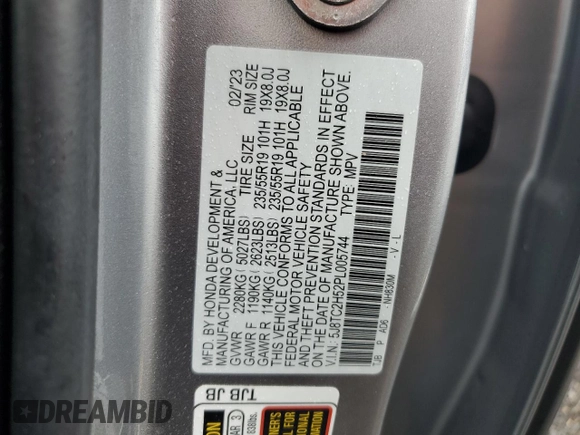 MFD. BY HONDA DEVELOPMENT & 02/23
MANUFACTURING OF AMERICA, LLC
GVWR 2280KG (5027LBS) TIRE SIZE RIM SIZE
GAWR F 1190KG (2623LBS) 235/55R19 101H 19X8.0J
GAWR R 1140KG (2513LBS) 235/55R19 101H 19X8.0J
THIS VEHICLE CONFORMS TO ALL APPLICABLE
FEDERAL MOTOR VEHICLE SAFETY
AND THEFT PREVENTION STANDARDS IN EFFECT
ON THE DATE OF MANUFACTURE SHOWN ABOVE.
V.I.N.: 5J8TC2H52PL005744 TYPE: MPV
TJB P AD6 -NH830M - V - L
TJB JB
3
838lbs.
DREAMBID